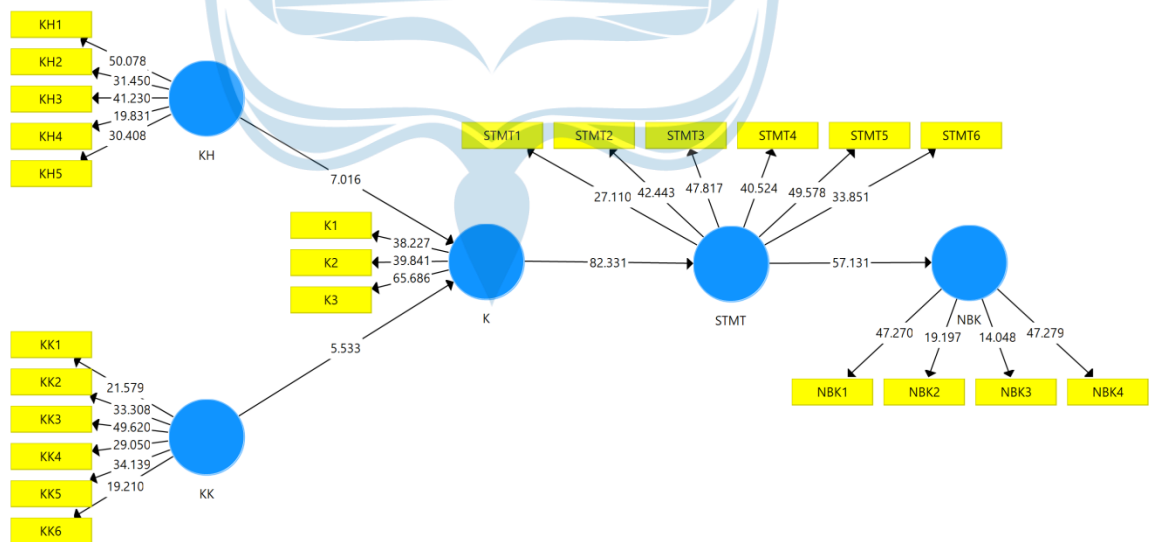 KH1
KH2
KH3
KH4
KH5
50.078
31.450
41.230
19.831
30.408
KH
7.016
STMT1
STMT2
STMT3
STMT4
STMT5
STMT6
27.110
42.443
47.817
40.524
49.578
33.851
K1
K2
K3
38.227
39.841
65.686
K
82.331
STMT
57.131
NBK
47.270
19.197
14.048
47.279
NBK1
NBK2
NBK3
NBK4
5.533
KK1
KK2
KK3
KK4
KK5
KK6
21.579
33.308
49.620
29.050
34.139
19.210
KK